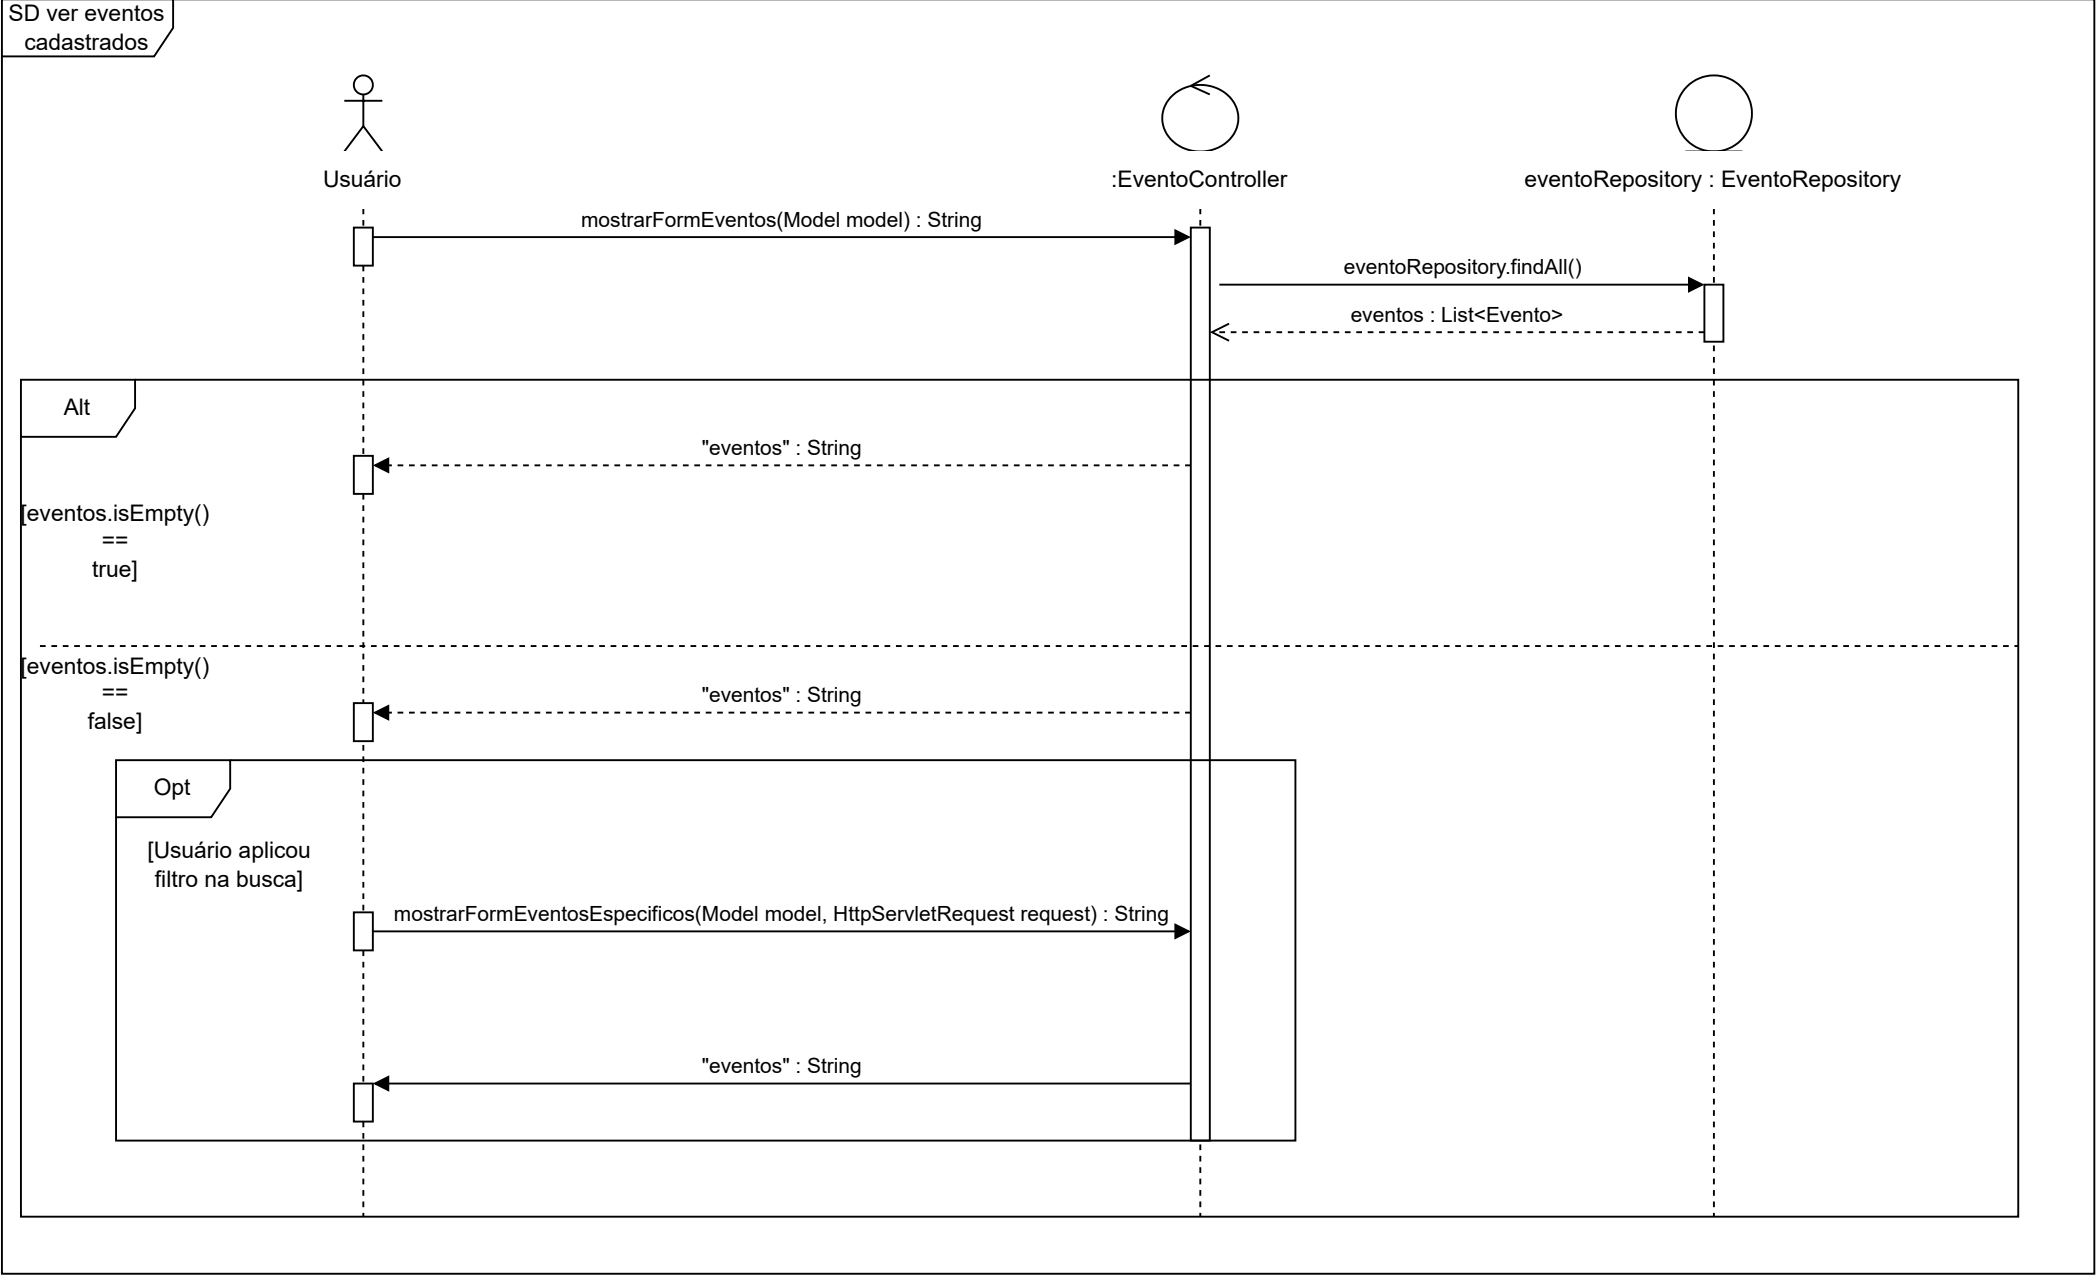 SD ver eventos
cadastrados
Usuário
:EventoController
eventoRepository : EventoRepository
mostrarFormEventos(Model model) : String
eventoRepository.findAll()
eventos : List<Evento>
Alt
"eventos" : String
[eventos.isEmpty()
==
true]
[eventos.isEmpty()
==
false]
"eventos" : String
Opt
[Usuário aplicou
filtro na busca]
mostrarFormEventosEspecificos(Model model, HttpServletRequest request) : String
"eventos" : String